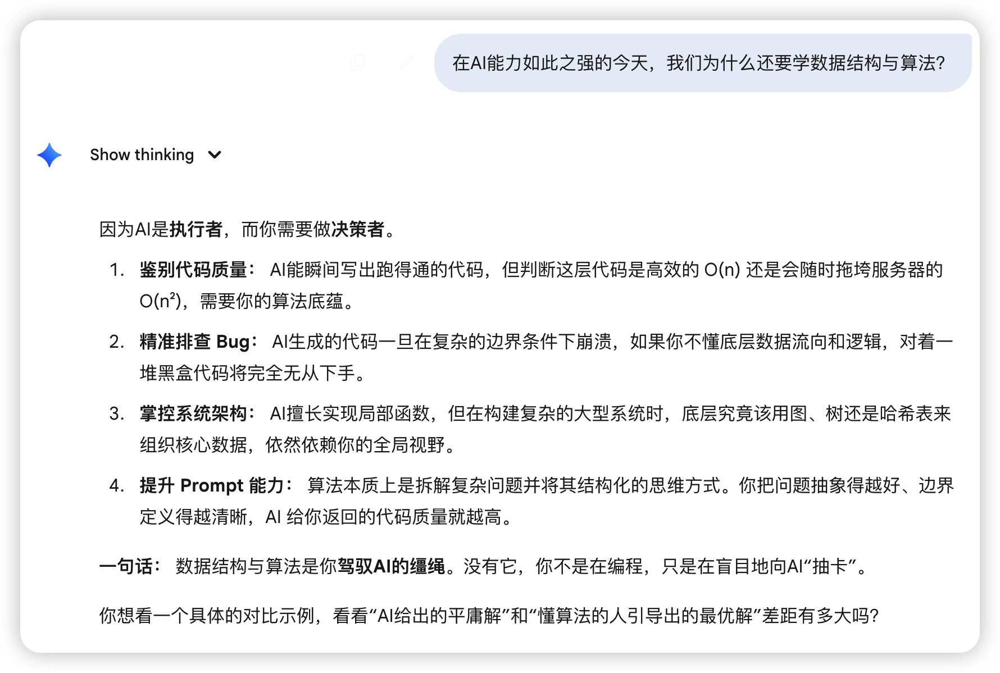 在AI能力如此之强的今天，我们为什么还要学数据结构与算法?
Show thinking
因为AI是执行者，而你需要做决策者。
1. 鉴别代码质量： AI能瞬间写出跑得通的代码，但判断这层代码是高效的 O(n) 还是会随时拖垮服务器的
O(n²)，需要你的算法底蕴。
2. 精准排查 Bug： AI生成的代码一旦在复杂的边界条件下崩溃，如果你不懂底层数据流向和逻辑，对着一
堆黑盒代码将完全无从下手。
3. 掌控系统架构： AI擅长实现局部函数，但在构建复杂的大型系统时，底层究竟该用图、树还是哈希表来
组织核心数据，依然依赖你的全局视野。
4. 提升 Prompt 能力： 算法本质上是拆解复杂问题并将其结构化的思维方式。你把问题抽象得越好、边界
定义得越清晰，AI 给你返回的代码质量就越高。
一句话： 数据结构与算法是你驾驭AI的缰绳。没有它，你不是在编程，只是在盲目地向AI“抽卡”。
你想看一个具体的对比示例，看看“AI给出的平庸解”和“懂算法的人引导出的最优解”差距有多大吗?